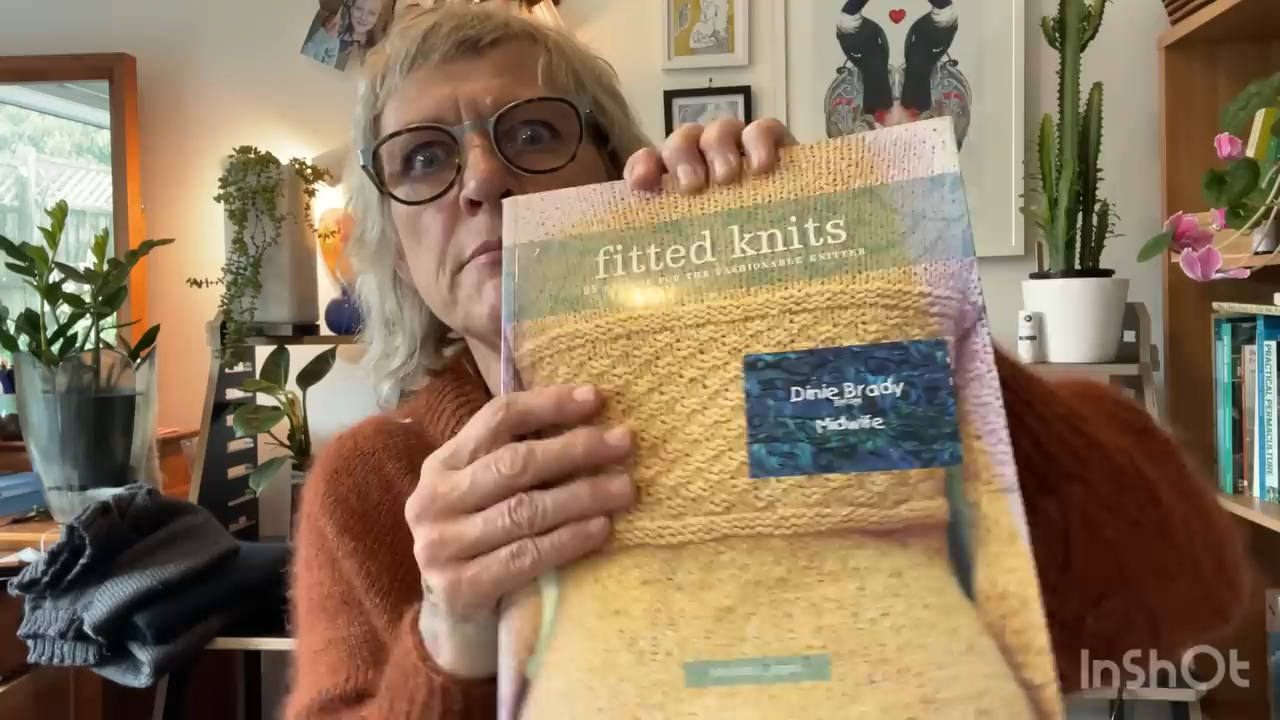 fitted knits
FOR THE FASHIONABLE KNITTER
Dinie Brady
Midwife
PRACTICAL PERMACULTURE
InShOt